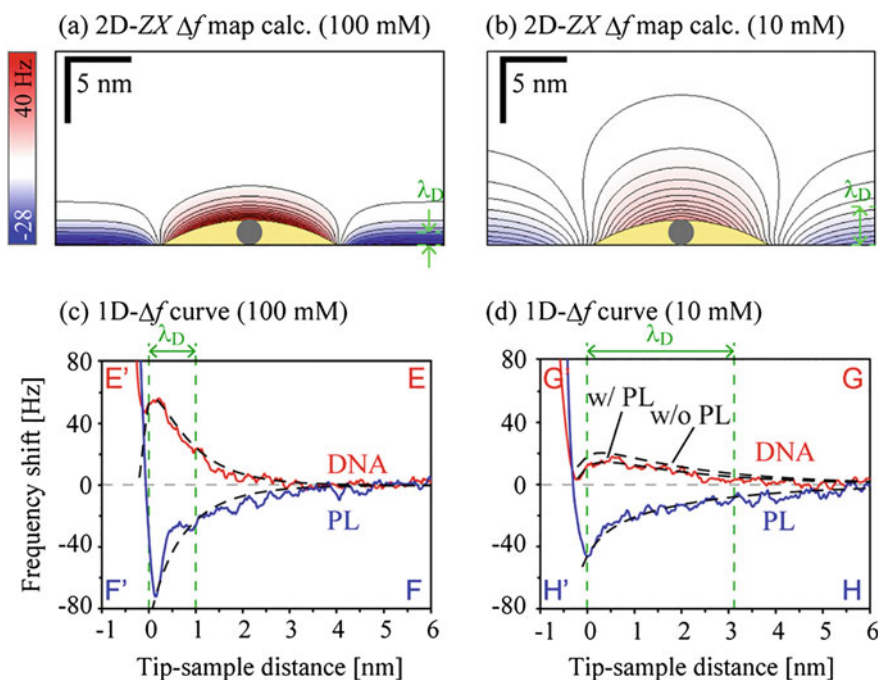 (a) 2D-ZX Δf map calc. (100 mM)
(b) 2D-ZX Δf map calc. (10 mM)
40 Hz
-28
5 nm
λD
5 nm
λD
(c) 1D-Δf curve (100 mM)
(d) 1D-Δf curve (10 mM)
λD
λD
Frequency shift [Hz]
80
40
0
-40
-80
E'
E
DNA
PL
F'
F
-1 0 1 2 3 4 5 6
Tip-sample distance [nm]
80
40
0
-40
-80
G'
G
w/ PL
w/o PL
DNA
PL
H'
H
-1 0 1 2 3 4 5 6
Tip-sample distance [nm]